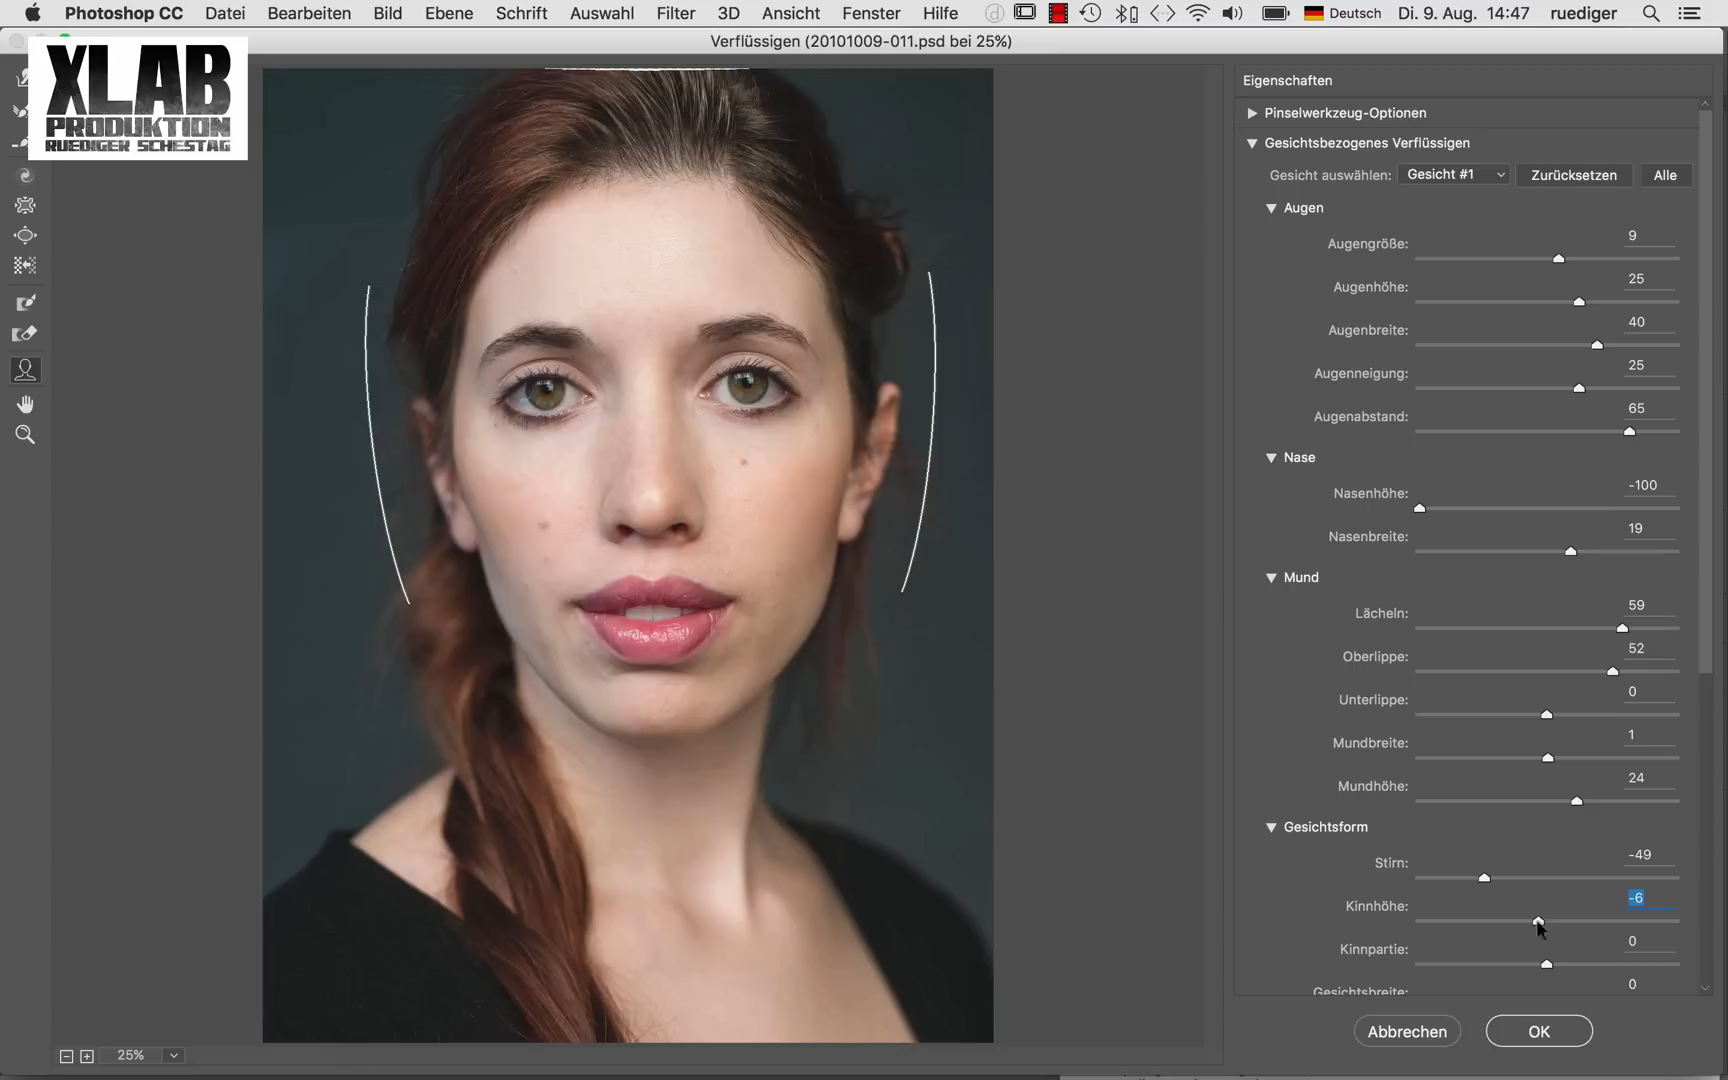 Photoshop CC Datei Bearbeiten Bild Ebene Schrift Auswahl Filter 3D Ansicht Fenster Hilfe Deutsch Di. 9. Aug. 14:47 ruediger
Verflüssigen (20101009-011.psd bei 25%)
XLAB
PRODUKTION
RUEDIGER SCHESTAG
Eigenschaften
Pinselwerkzeug-Optionen
Gesichtsbezogenes Verflüssigen
Gesicht auswählen: Gesicht #1 Zurücksetzen Alle
Augen
Augengröße: 9
Augenhöhe: 25
Augenbreite: 40
Augenneigung: 25
Augenabstand: 65
Nase
Nasenhöhe: -100
Nasenbreite: 19
Mund
Lächeln: 59
Oberlippe: 52
Unterlippe: 0
Mundbreite: 1
Mundhöhe: 24
Gesichtsform
Stirn: -49
Kinnhöhe: -6
Kinnpartie: 0
Gesichtsbreite: 0
Abbrechen OK
25%